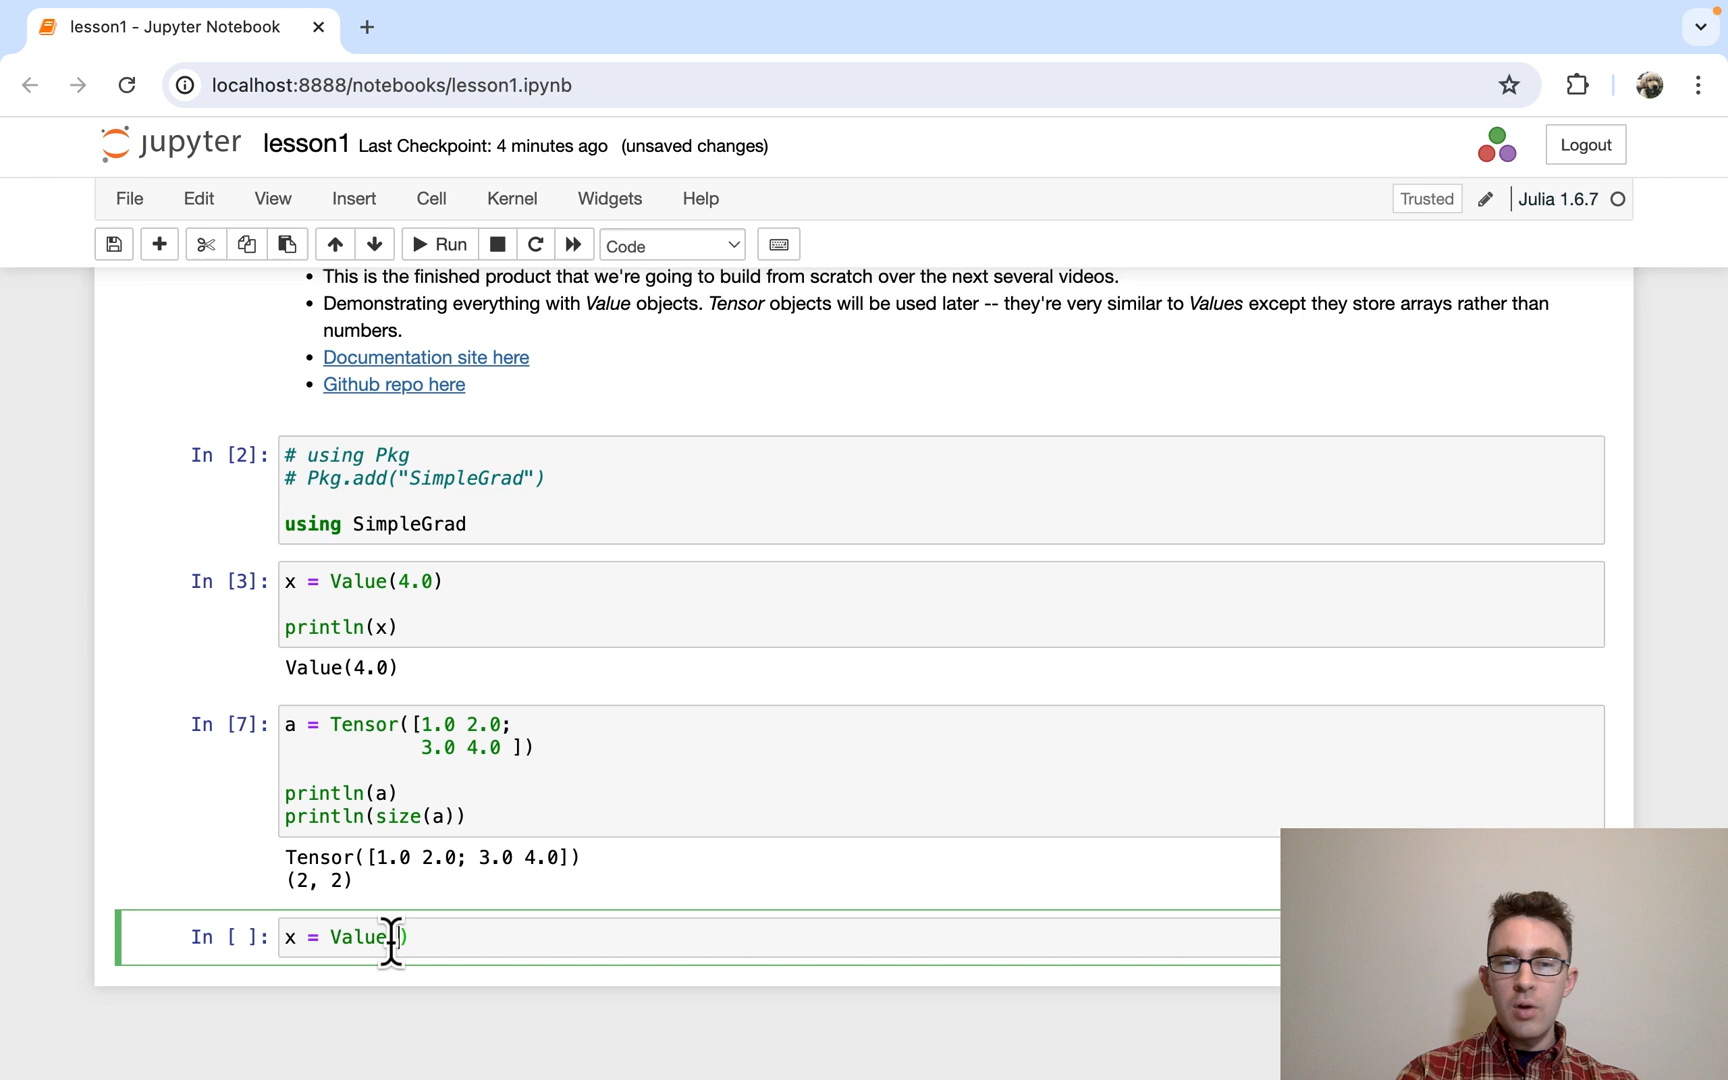 lesson1 - Jupyter Notebook
localhost:8888/notebooks/lesson1.ipynb
jupyter lesson1 Last Checkpoint: 4 minutes ago (unsaved changes)
Logout
File Edit View Insert Cell Kernel Widgets Help
Trusted Julia 1.6.7
Run Code
• This is the finished product that we're going to build from scratch over the next several videos.
• Demonstrating everything with Value objects. Tensor objects will be used later -- they're very similar to Values except they store arrays rather than
numbers.
• Documentation site here
• Github repo here
In [2]: # using Pkg
# Pkg.add("SimpleGrad")
using SimpleGrad
In [3]: x = Value(4.0)
println(x)
Value(4.0)
In [7]: a = Tensor([1.0 2.0;
3.0 4.0 ])
println(a)
println(size(a))
Tensor([1.0 2.0; 3.0 4.0])
(2, 2)
In [ ]: x = Value()